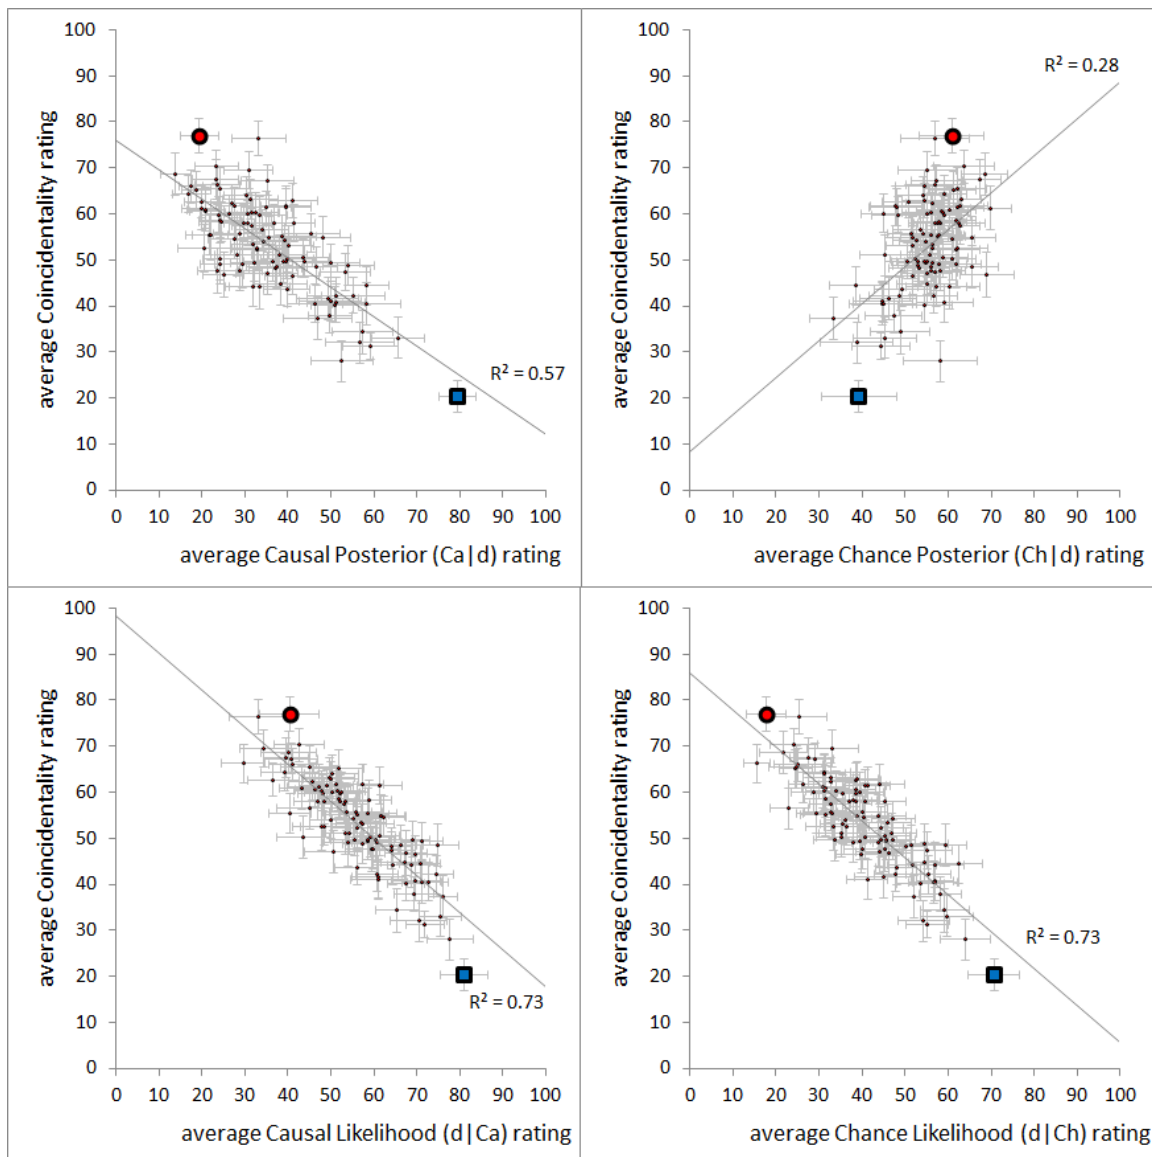 100
90
80
70
60
50
40
30
20
10
0
average Coincidentality rating
R² = 0.57
0 10 20 30 40 50 60 70 80 90 100
average Causal Posterior (Ca|d) rating
100
90
80
70
60
50
40
30
20
10
0
average Coincidentality rating
R² = 0.28
0 10 20 30 40 50 60 70 80 90 100
average Chance Posterior (Ch|d) rating
100
90
80
70
60
50
40
30
20
10
0
average Coincidentality rating
R² = 0.73
0 10 20 30 40 50 60 70 80 90 100
average Causal Likelihood (d|Ca) rating
100
90
80
70
60
50
40
30
20
10
0
average Coincidentality rating
R² = 0.73
0 10 20 30 40 50 60 70 80 90 100
average Chance Likelihood (d|Ch) rating